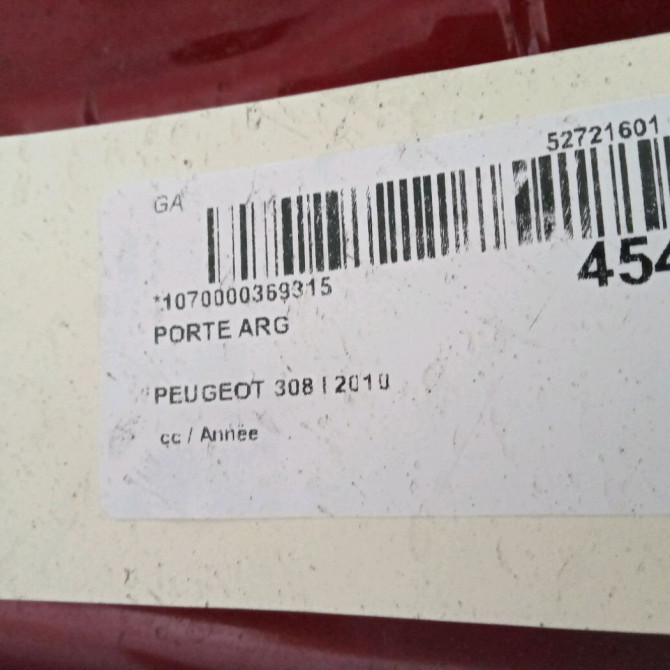 52721601
GA
454
*1070000369315
PORTE ARG
PEUGEOT 308 I 2010
cc / Année